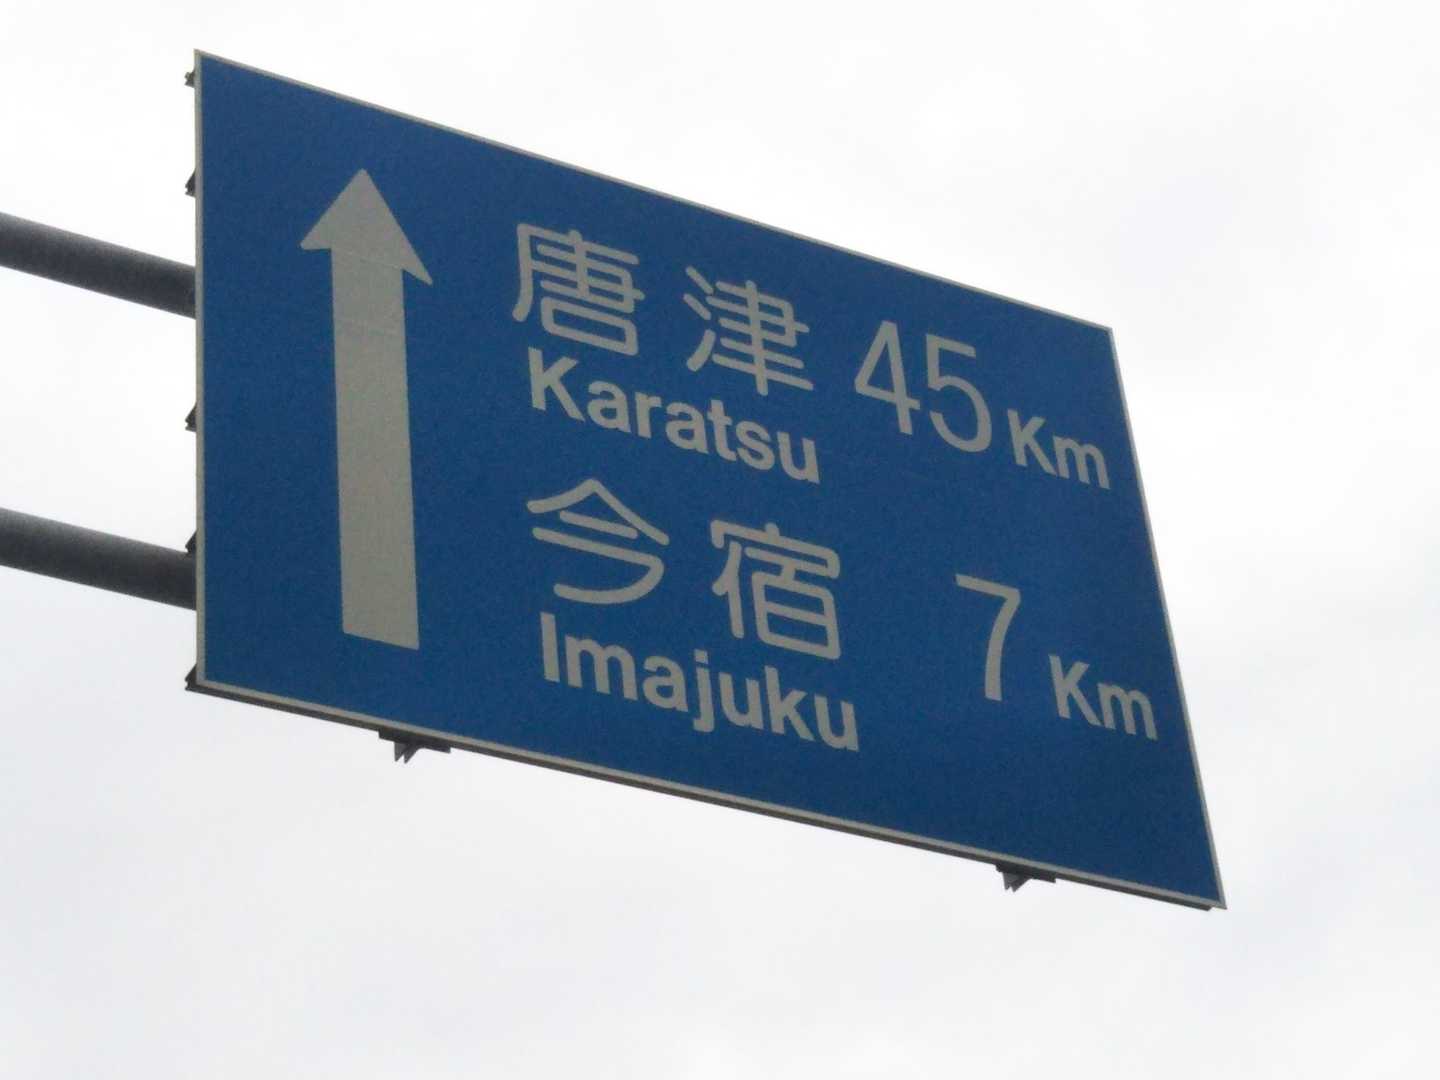 唐津 45 Km
Karatsu
今宿 7 Km
Imajuku